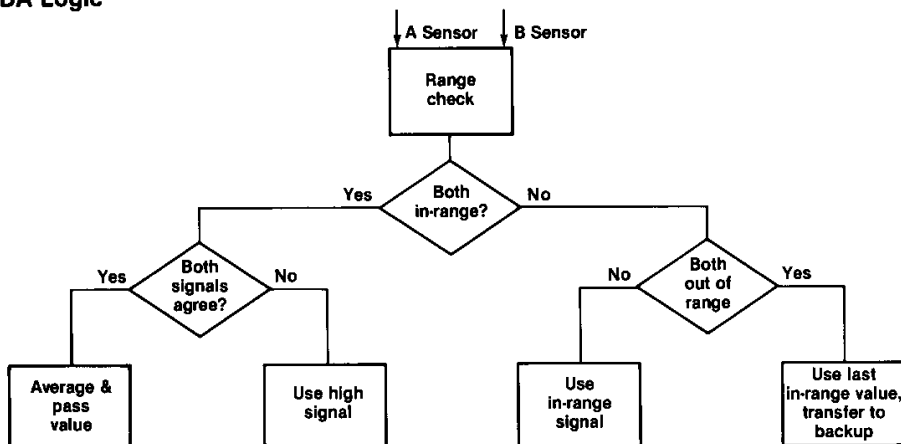 DA Logic
A Sensor
B Sensor
Range
check
Yes
Both
in-range?
No
Yes
Both
signals
agree?
No
No
Both
out of
range
Yes
Average &
pass
value
Use high
signal
Use
in-range
signal
Use last
in-range value,
transfer to
backup